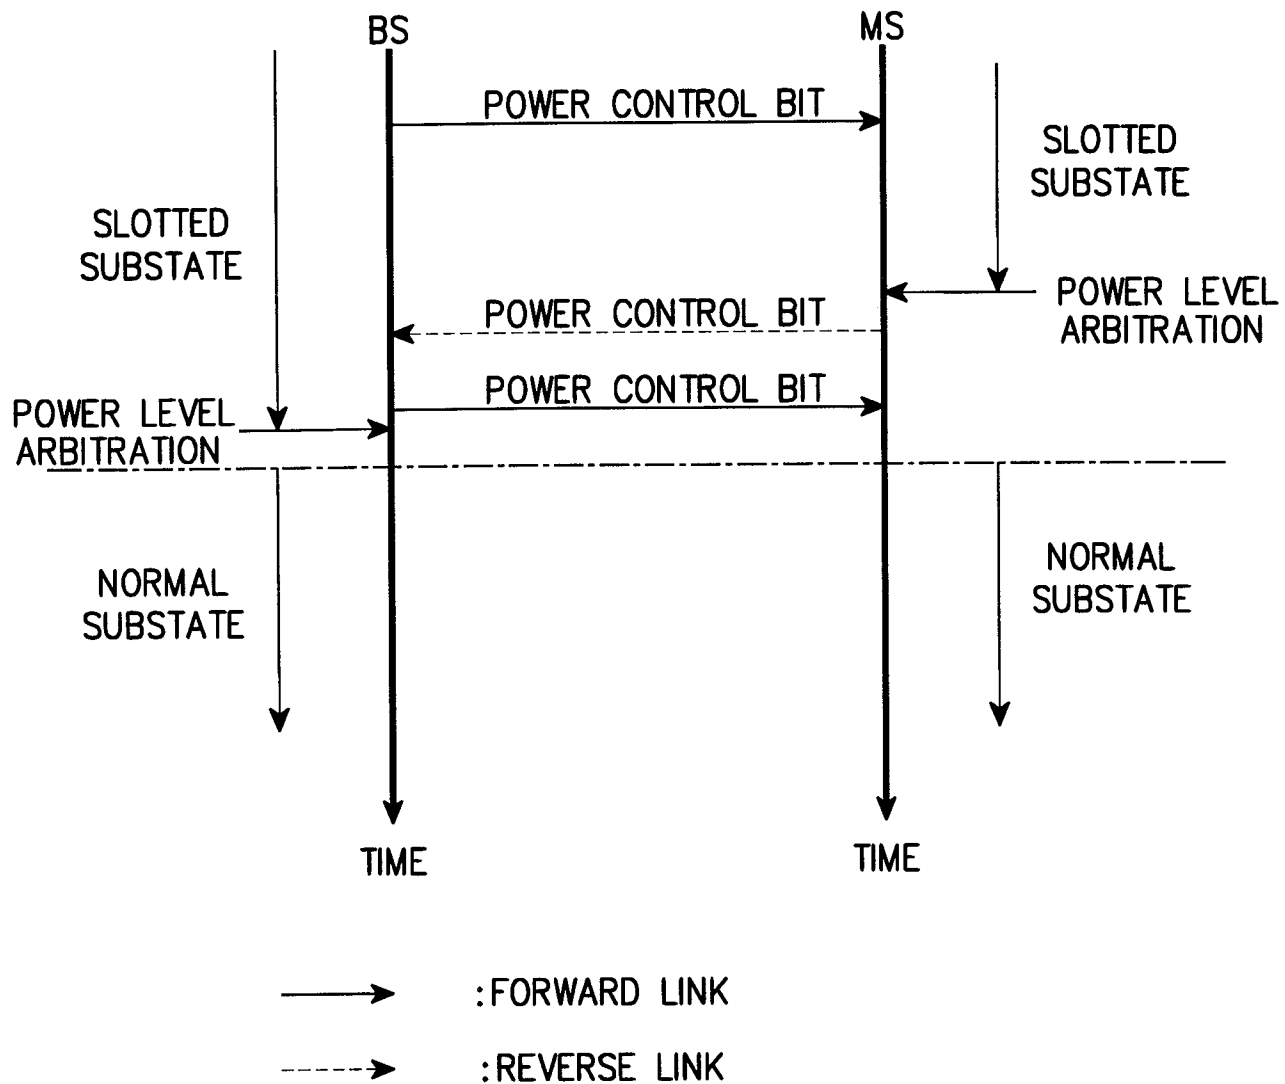 BS
MS
POWER CONTROL BIT
SLOTTED
SUBSTATE
SLOTTED
SUBSTATE
POWER LEVEL
ARBITRATION
POWER CONTROL BIT
POWER CONTROL BIT
POWER LEVEL
ARBITRATION
NORMAL
SUBSTATE
NORMAL
SUBSTATE
TIME
TIME
:FORWARD LINK
:REVERSE LINK